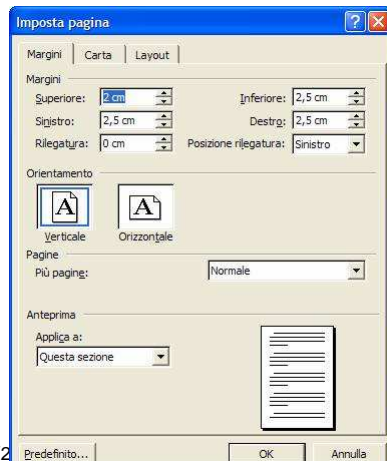 Imposta pagina
Margini Carta Layout
Margini
Superiore: 2 cm Inferiore: 2,5 cm
Sinistro: 2,5 cm Destro: 2,5 cm
Rilegatura: 0 cm Posizione rilegatura: Sinistro
Orientamento
A A
Verticale Orizzontale
Pagine
Più pagine: Normale
Anteprima
Applica a:
Questa sezione
2 Predefinito... OK Annulla